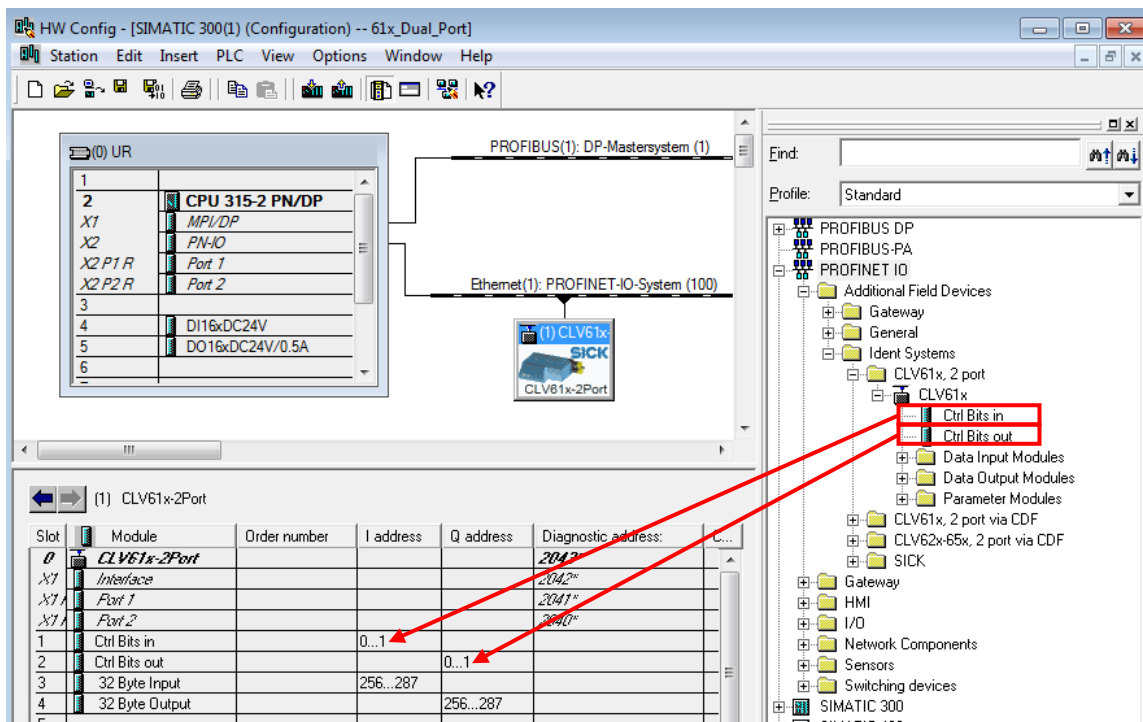 HW Config - [SIMATIC 300(1) (Configuration) -- 61x_Dual_Port]
Station Edit Insert PLC View Options Window Help
(0) UR
1
2 CPU 315-2 PN/DP
X1 MPI/DP
X2 PN-IO
X2 P1 R Port 1
X2 P2 R Port 2
3
4 DI16xDC24V
5 DO16xDC24V/0.5A
6
PROFIBUS(1): DP-Mastersystem (1)
Ethernet(1): PROFINET-IO-System (100)
(1) CLV61x-
SICK
CLV61x-2Port
Find:
Profile: Standard
PROFIBUS DP
PROFIBUS-PA
PROFINET IO
Additional Field Devices
Gateway
General
Ident Systems
CLV61x, 2 port
CLV61x
Ctrl Bits in
Ctrl Bits out
Data Input Modules
Data Output Modules
Parameter Modules
CLV61x, 2 port via CDF
CLV62x-65x, 2 port via CDF
SICK
Gateway
HMI
I/O
Network Components
Sensors
Switching devices
SIMATIC 300
(1) CLV61x-2Port
Slot Module Order number I address Q address Diagnostic address: C...
0 CLV61x-2Port 2043*
X1 Interface 2042*
X1 Port 1 2041*
X1 Port 2 2040*
1 Ctrl Bits in 0...1
2 Ctrl Bits out 0...1
3 32 Byte Input 256...287
4 32 Byte Output 256...287